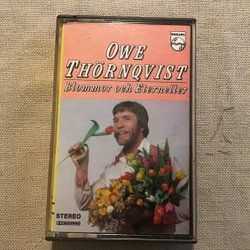 PHILIPS
OWE
THÖRNQVIST
Blommor och Eterneller
STEREO